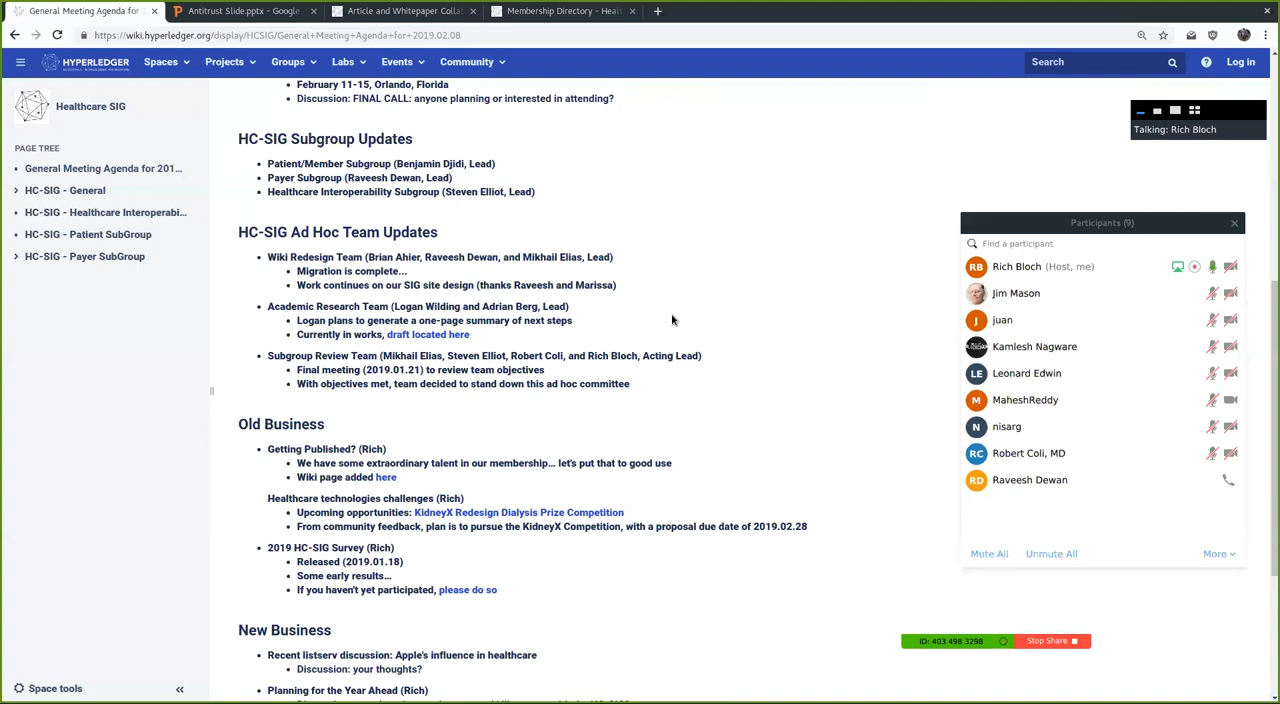 General Meeting Agenda for
Antitrust Slide.pptx - Google
Article and Whitepaper Colla
Membership Directory - Heal
https://wiki.hyperledger.org/display/HCSIG/General+Meeting+Agenda+for+2019.02.08
HYPERLEDGER
Spaces
Projects
Groups
Labs
Events
Community
Search
Log in
Healthcare SIG
PAGE TREE
General Meeting Agenda for 201...
HC-SIG - General
HC-SIG - Healthcare Interoperabi...
HC-SIG - Patient SubGroup
HC-SIG - Payer SubGroup
Space tools
February 11-15, Orlando, Florida
Discussion: FINAL CALL: anyone planning or interested in attending?
HC-SIG Subgroup Updates
Patient/Member Subgroup (Benjamin Djidi, Lead)
Payer Subgroup (Raveesh Dewan, Lead)
Healthcare Interoperability Subgroup (Steven Elliot, Lead)
HC-SIG Ad Hoc Team Updates
Wiki Redesign Team (Brian Ahier, Raveesh Dewan, and Mikhail Elias, Lead)
Migration is complete...
Work continues on our SIG site design (thanks Raveesh and Marissa)
Academic Research Team (Logan Wilding and Adrian Berg, Lead)
Logan plans to generate a one-page summary of next steps
Currently in works, draft located here
Subgroup Review Team (Mikhail Elias, Steven Elliot, Robert Coli, and Rich Bloch, Acting Lead)
Final meeting (2019.01.21) to review team objectives
With objectives met, team decided to stand down this ad hoc committee
Old Business
Getting Published? (Rich)
We have some extraordinary talent in our membership... let's put that to good use
Wiki page added here
Healthcare technologies challenges (Rich)
Upcoming opportunities: KidneyX Redesign Dialysis Prize Competition
From community feedback, plan is to pursue the KidneyX Competition, with a proposal due date of 2019.02.28
2019 HC-SIG Survey (Rich)
Released (2019.01.18)
Some early results...
If you haven't yet participated, please do so
New Business
Recent listserv discussion: Apple's influence in healthcare
Discussion: your thoughts?
Planning for the Year Ahead (Rich)
Talking: Rich Bloch
Participants (9)
Find a participant
RB Rich Bloch (Host, me)
Jim Mason
J juan
Kamlesh Nagware
LE Leonard Edwin
M MaheshReddy
N nisarg
RC Robert Coli, MD
RD Raveesh Dewan
Mute All
Unmute All
More
ID: 403 498 3298
Stop Share